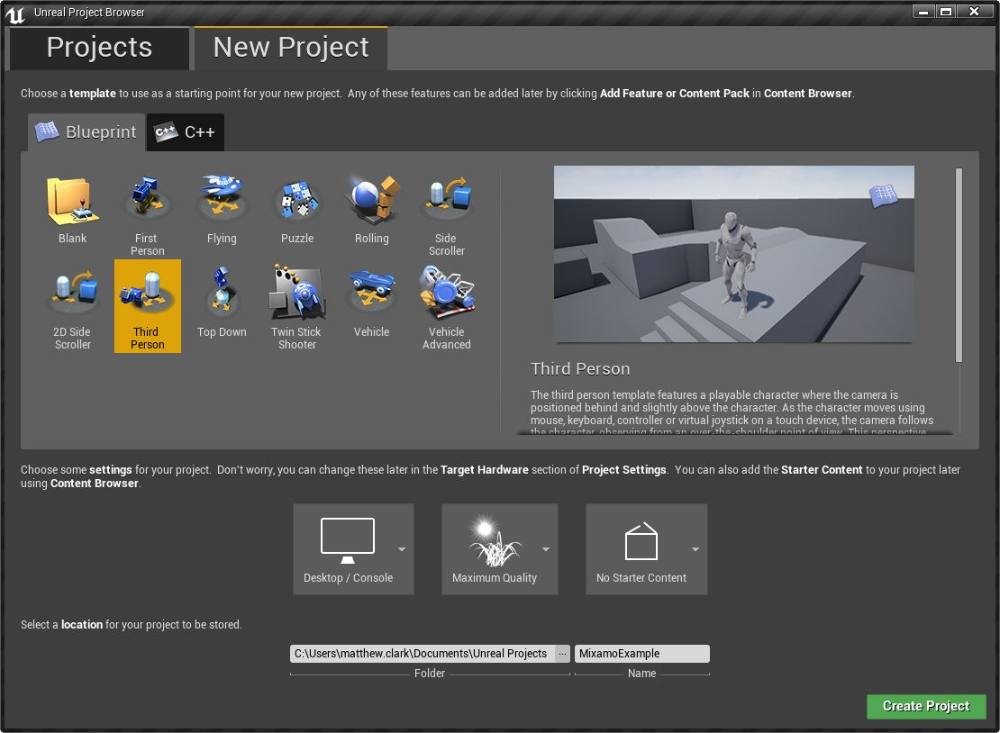 Unreal Project Browser
Projects
New Project
Choose a template to use as a starting point for your new project. Any of these features can be added later by clicking Add Feature or Content Pack in Content Browser.
Blueprint
C++
C++
Blank
First
Person
Flying
Puzzle
Rolling
Side
Scroller
2D Side
Scroller
Third
Person
Top Down
Twin Stick
Shooter
Vehicle
Vehicle
Advanced
Third Person
The third person template features a playable character where the camera is
positioned behind and slightly above the character. As the character moves using
mouse, keyboard, controller or virtual joystick on a touch device, the camera follows
the character, observing from an over-the-shoulder point of view. This perspective
Choose some settings for your project. Don't worry, you can change these later in the Target Hardware section of Project Settings. You can also add the Starter Content to your project later
using Content Browser.
Desktop / Console
Maximum Quality
No Starter Content
Select a location for your project to be stored.
C:\Users\matthew.clark\Documents\Unreal Projects
...
MixamoExample
Folder
Name
Create Project